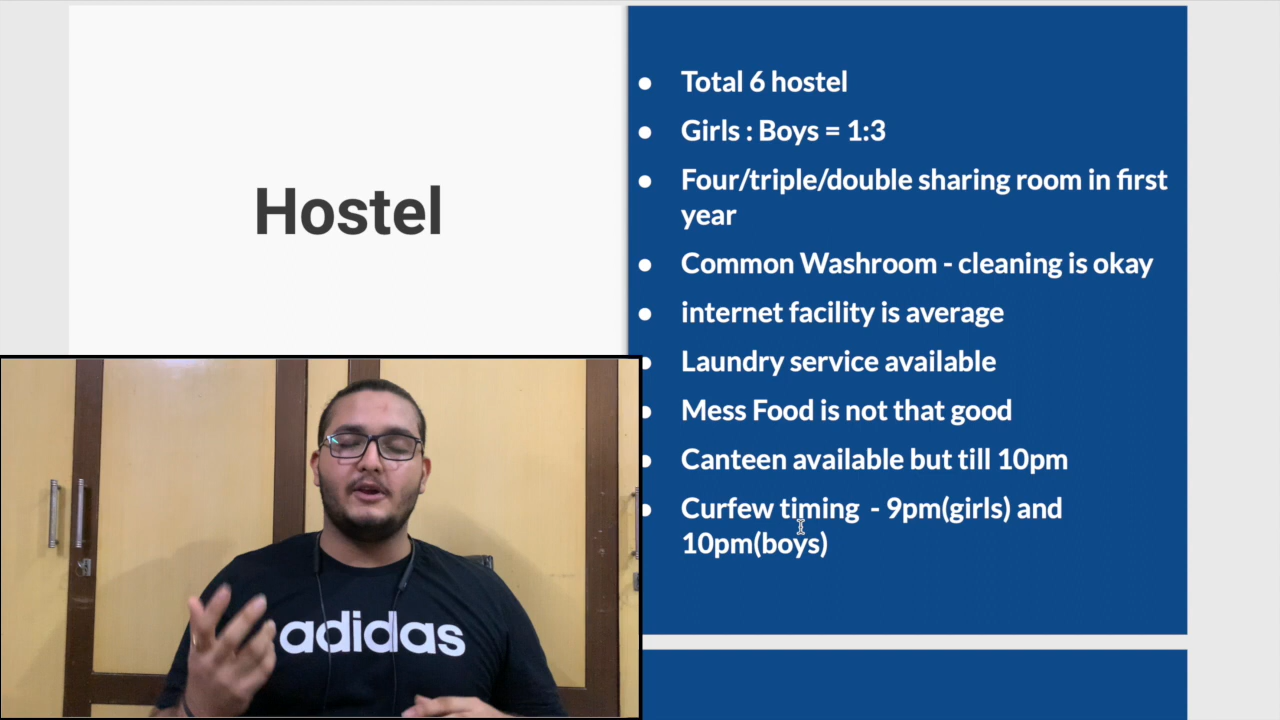 Hostel
Total 6 hostel
Girls : Boys = 1:3
Four/triple/double sharing room in first
year
Common Washroom - cleaning is okay
internet facility is average
Laundry service available
Mess Food is not that good
Canteen available but till 10pm
Curfew timing - 9pm(girls) and
10pm(boys)
adidas